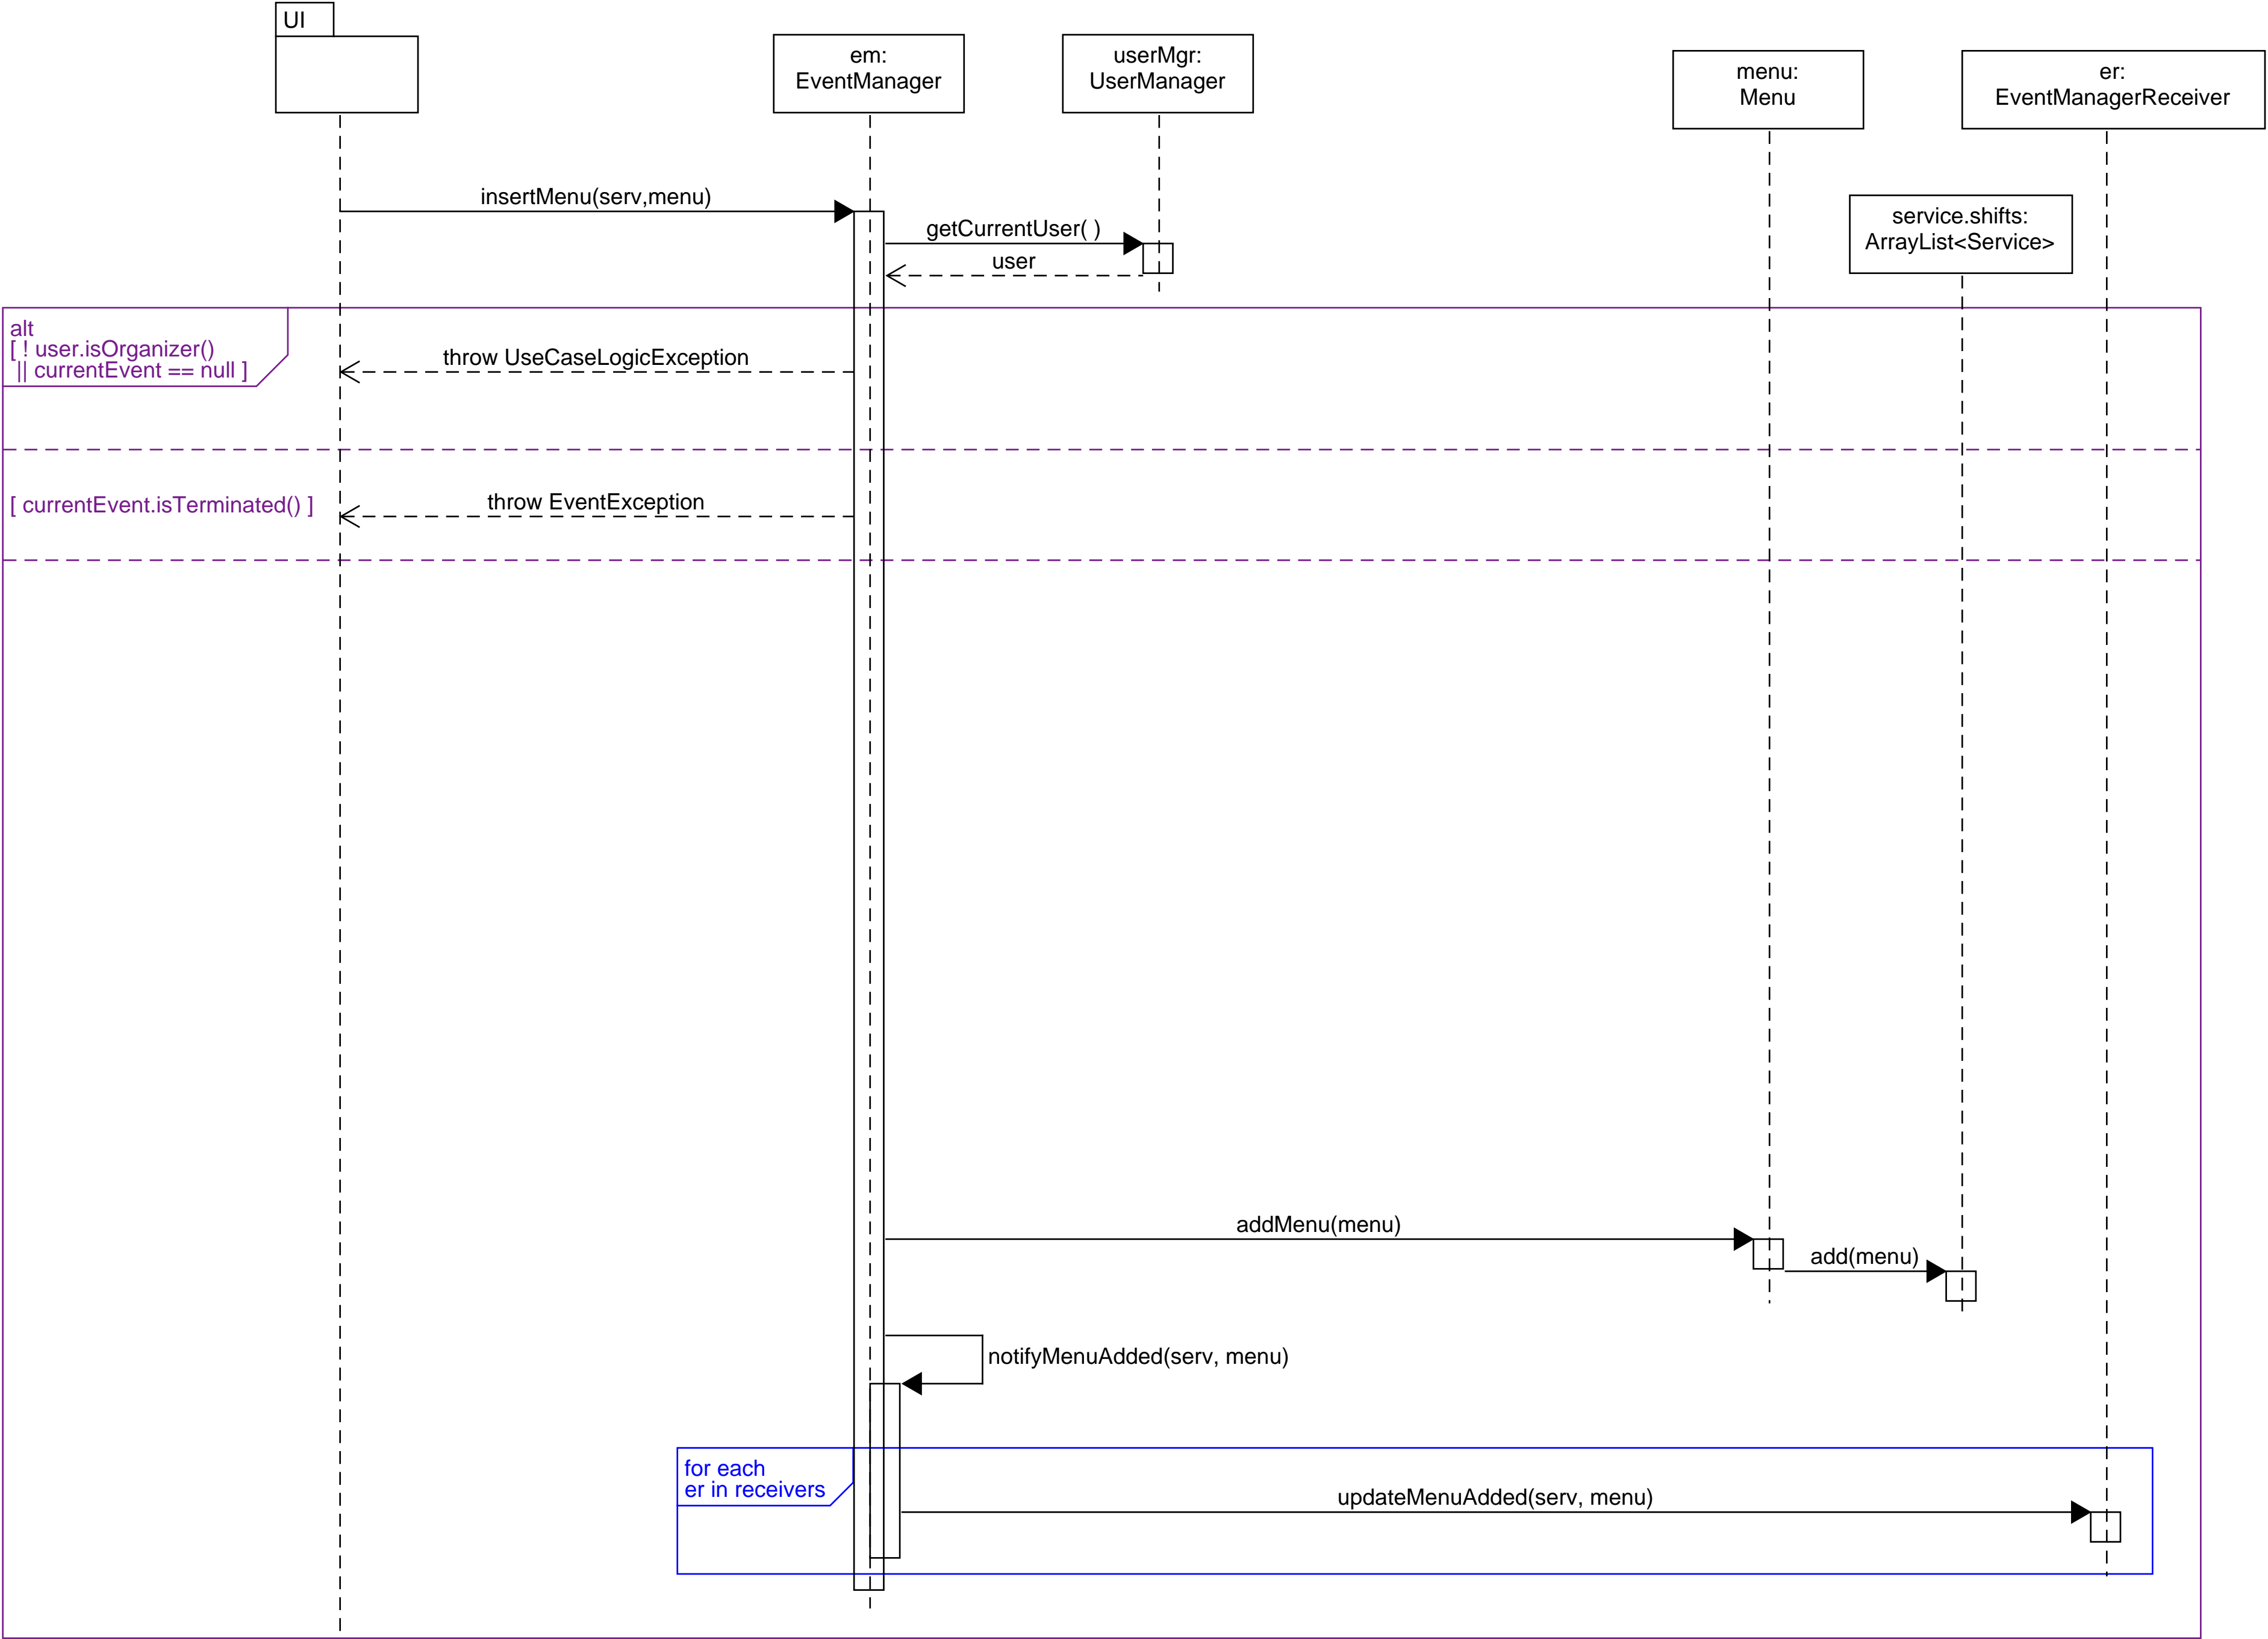 UI
em:
EventManager
userMgr:
UserManager
menu:
Menu
er:
EventManagerReceiver
insertMenu(serv,menu)
service.shifts:
ArrayList<Service>
getCurrentUser( )
user
alt
[ ! user.isOrganizer()
|| currentEvent == null ]
throw UseCaseLogicException
[ currentEvent.isTerminated() ]
throw EventException
addMenu(menu)
add(menu)
notifyMenuAdded(serv, menu)
for each
er in receivers
updateMenuAdded(serv, menu)